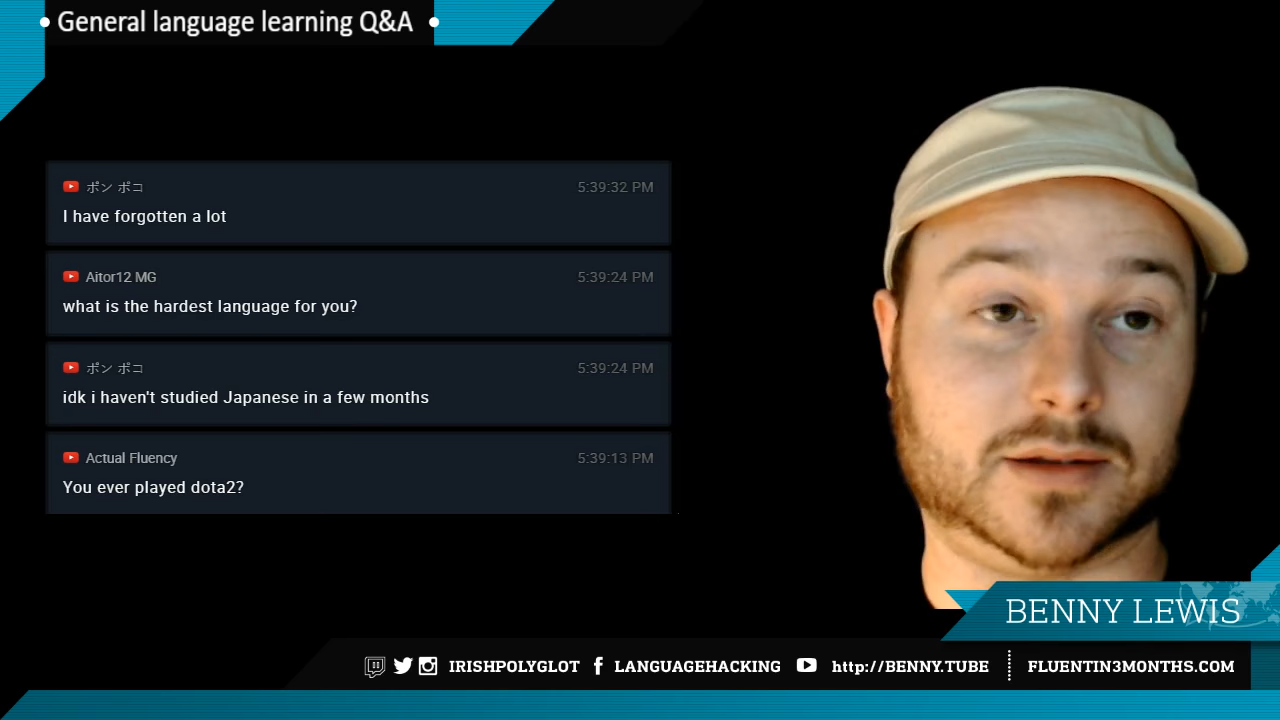 General language learning Q&A
ポン ポコ 5:39:32 PM
I have forgotten a lot
Aitor12 MG 5:39:24 PM
what is the hardest language for you?
ポン ポコ 5:39:24 PM
idk i haven't studied Japanese in a few months
Actual Fluency 5:39:13 PM
You ever played dota2?
BENNY LEWIS
IRISHPOLYGLOT LANGUAGEHACKING http://BENNY.TUBE FLUENTIN3MONTHS.COM